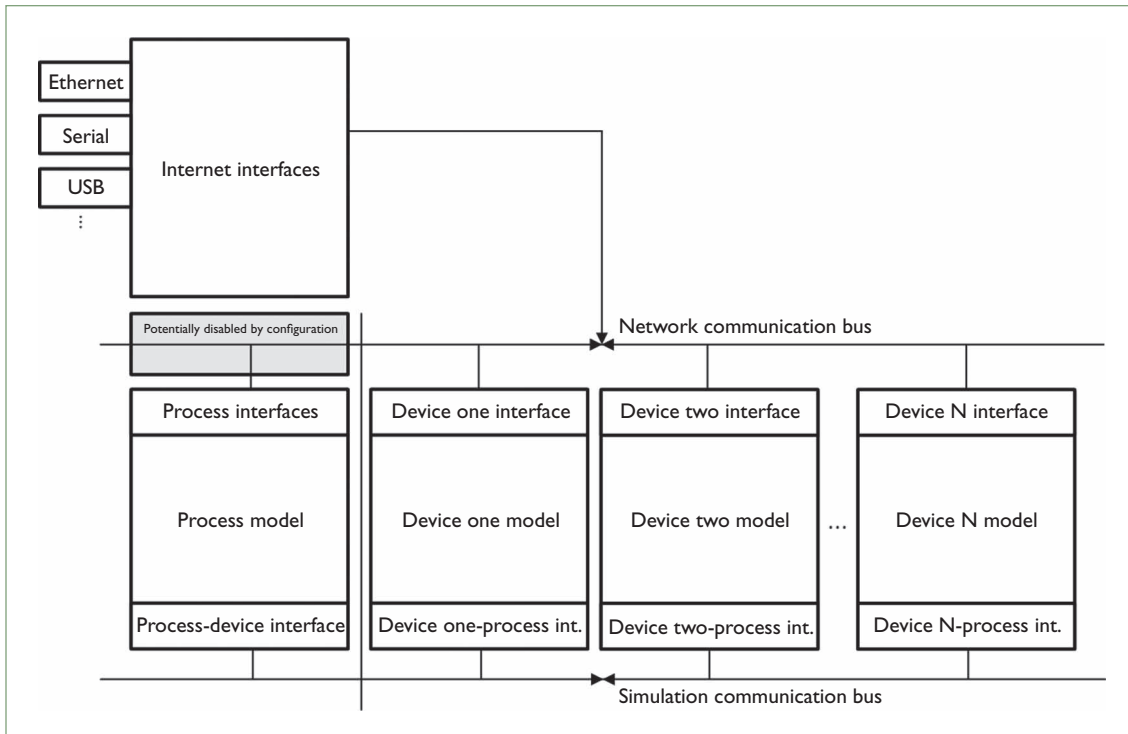 Ethernet
Serial
USB
⋮
Internet interfaces
Potentially disabled by configuration
Network communication bus
Process interfaces
Device one interface
Device two interface
Device N interface
Process model
Device one model
Device two model
...
Device N model
Process-device interface
Device one-process int.
Device two-process int.
Device N-process int.
Simulation communication bus